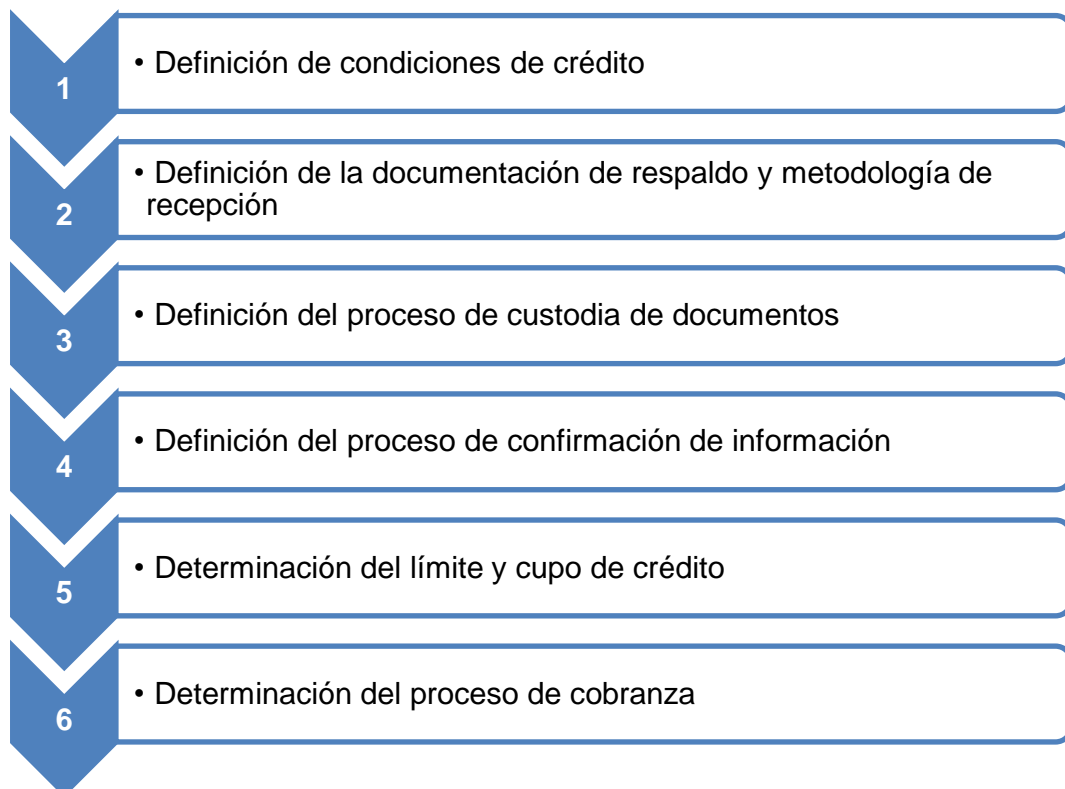 1
• Definición de condiciones de crédito
2
• Definición de la documentación de respaldo y metodología de
recepción
3
• Definición del proceso de custodia de documentos
4
• Definición del proceso de confirmación de información
5
• Determinación del límite y cupo de crédito
6
• Determinación del proceso de cobranza